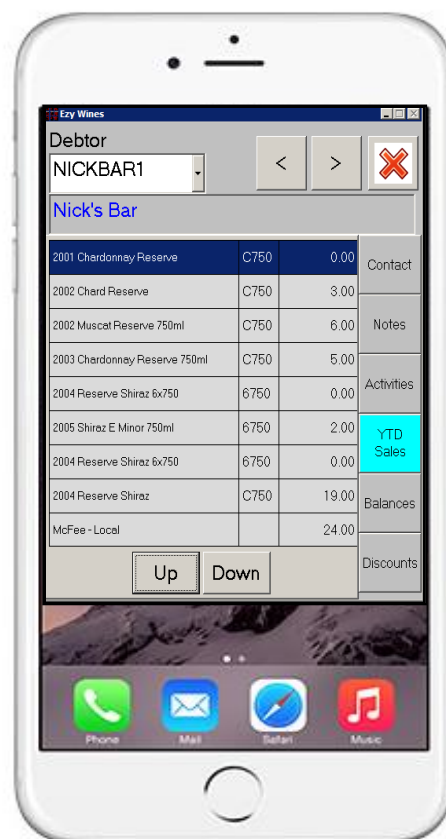 Ezy Wines
Debtor
NICKBAR1
< >
Nick's Bar
2001 Chardonnay Reserve C750 0.00
2002 Chard Reserve C750 3.00
2002 Muscat Reserve 750ml C750 6.00
2003 Chardonnay Reserve 750ml C750 5.00
2004 Reserve Shiraz 6x750 6750 0.00
2005 Shiraz E Minor 750ml 6750 2.00
2004 Reserve Shiraz 6x750 6750 0.00
2004 Reserve Shiraz C750 19.00
McFee - Local 24.00
Contact
Notes
Activities
YTD
Sales
Balances
Discounts
Up Down
Phone Mail Safari Music